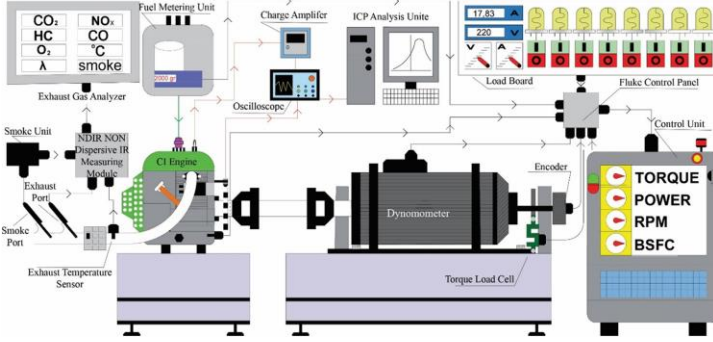 CO₂
NOx
HC
CO
O₂
°C
λ
smoke
Exhaust Gas Analyzer
Fuel Metering Unit
2000 gr
Charge Amplifer
ICP Analysis Unite
Oscilloscope
17.83 A
220 V
V
A
Load Board
Fluke Control Panel
Smoke Unit
NDIR NON
Dispersive IR
Measuring
Module
CI Engine
Exhaust
Port
Smoke
Port
Exhaust Temperature
Sensor
Dynomometer
Encoder
Torque Load Cell
Control Unit
TORQUE
POWER
RPM
BSFC